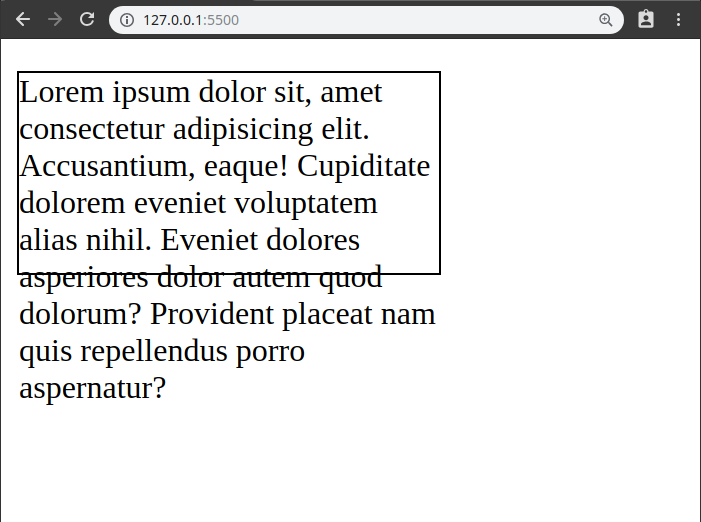 127.0.0.1:5500
Lorem ipsum dolor sit, amet
consectetur adipisicing elit.
Accusantium, eaque! Cupiditate
dolorem eveniet voluptatem
alias nihil. Eveniet dolores
asperiores dolor autem quod
dolorum? Provident placeat nam
quis repellendus porro
aspernatur?